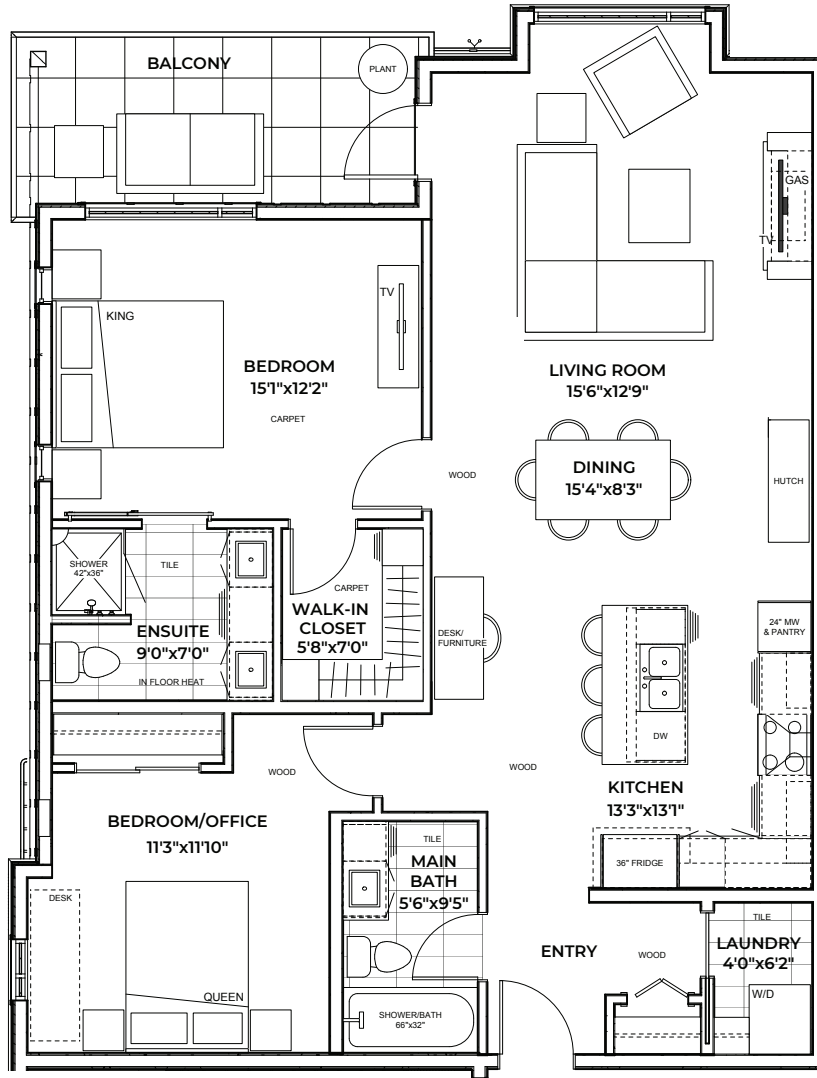 BALCONY
PLANT
GAS
TV
KING
TV
BEDROOM
15'1"x12'2"
CARPET
LIVING ROOM
15'6"x12'9"
WOOD
DINING
15'4"x8'3"
HUTCH
SHOWER
42"x36"
TILE
CARPET
WALK-IN
CLOSET
5'8"x7'0"
ENSUITE
9'0"x7'0"
IN FLOOR HEAT
DESK/
FURNITURE
24" MW
& PANTRY
DW
WOOD
WOOD
KITCHEN
13'3"x13'1"
BEDROOM/OFFICE
11'3"x11'10"
TILE
MAIN
BATH
5'6"x9'5"
36" FRIDGE
DESK
QUEEN
ENTRY
WOOD
TILE
LAUNDRY
4'0"x6'2"
W/D
SHOWER/BATH
66"x32"